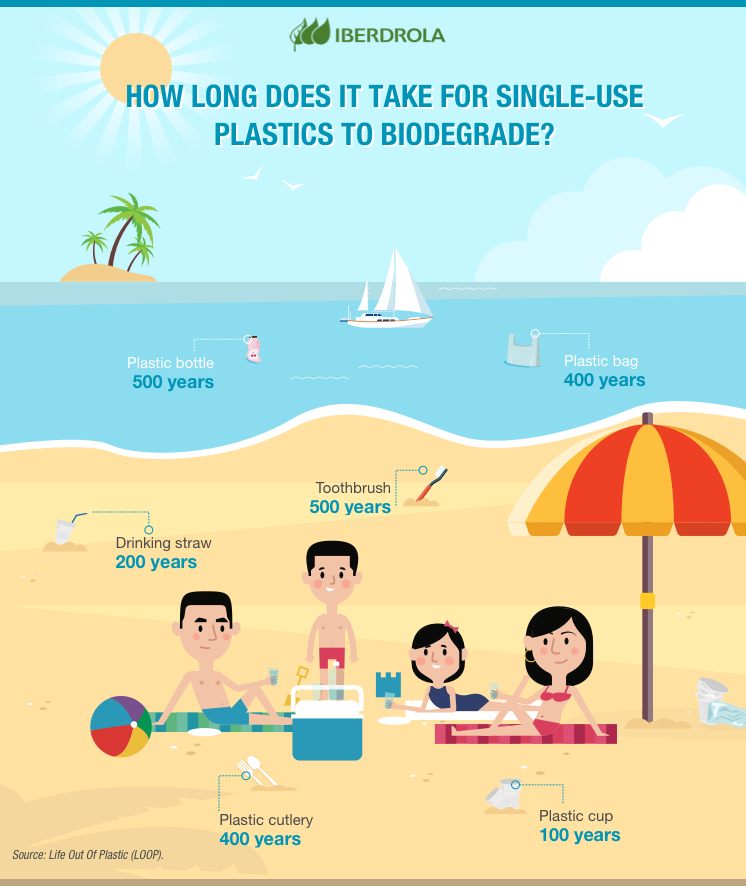 IBERDROLA
HOW LONG DOES IT TAKE FOR SINGLE-USE
PLASTICS TO BIODEGRADE?
Plastic bottle
500 years
Plastic bag
400 years
Toothbrush
500 years
Drinking straw
200 years
Plastic cutlery
400 years
Plastic cup
100 years
Source: Life Out Of Plastic (LOOP).